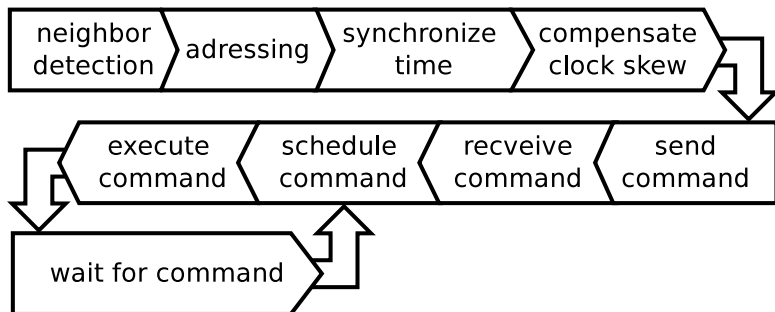 neighbor
detection
adressing
synchronize
time
compensate
clock skew
send
command
recveive
command
schedule
command
execute
command
wait for command